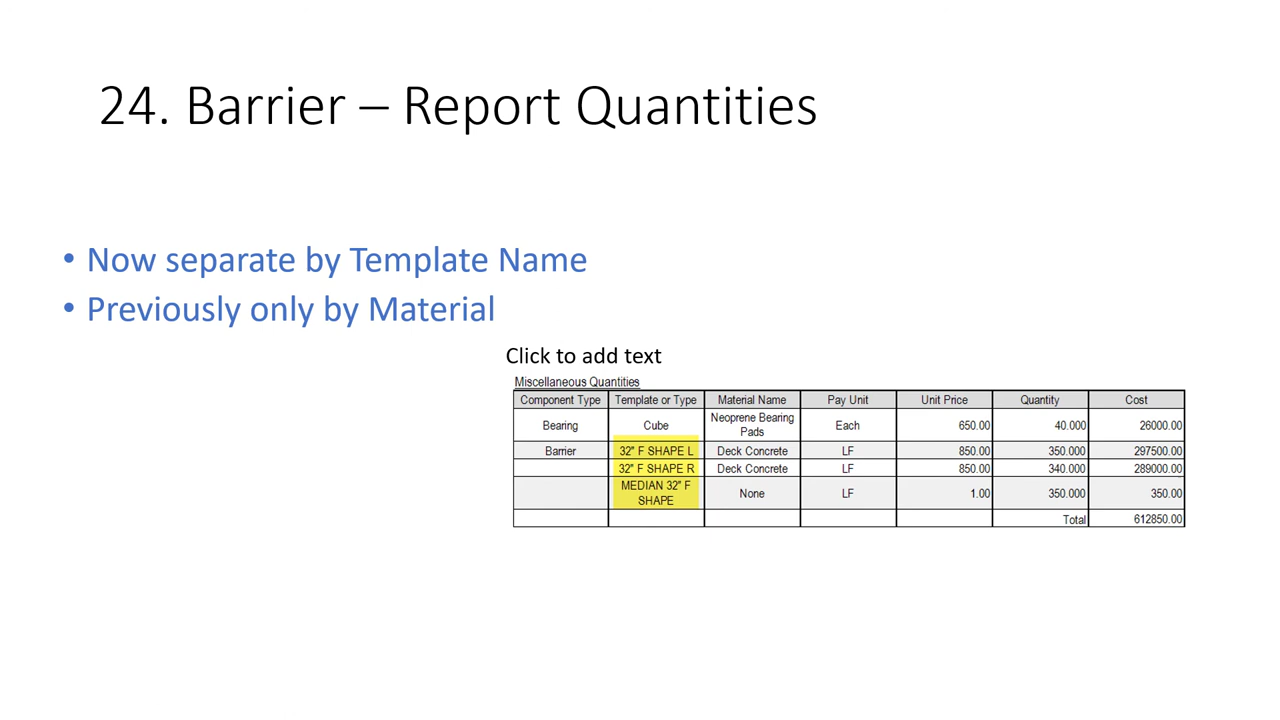 24. Barrier – Report Quantities
• Now separate by Template Name
• Previously only by Material
Click to add text
Miscellaneous Quantities
Component Type Template or Type Material Name Pay Unit Unit Price Quantity Cost
Bearing Cube Neoprene Bearing Pads Each 650.00 40.000 26000.00
Barrier 32" F SHAPE L Deck Concrete LF 850.00 350.000 297500.00
32" F SHAPE R Deck Concrete LF 850.00 340.000 289000.00
MEDIAN 32" F SHAPE None LF 1.00 350.000 350.00
Total 612850.00